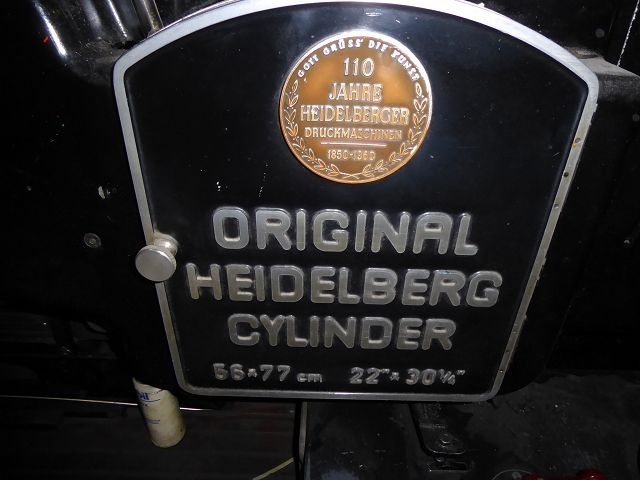 GOTT GRÜSS' DIE KUNST
110
JAHRE
HEIDELBERGER
DRUCKMASCHINEN
1850-1960
ORIGINAL
HEIDELBERG
CYLINDER
56×77 cm 22"×30¼"